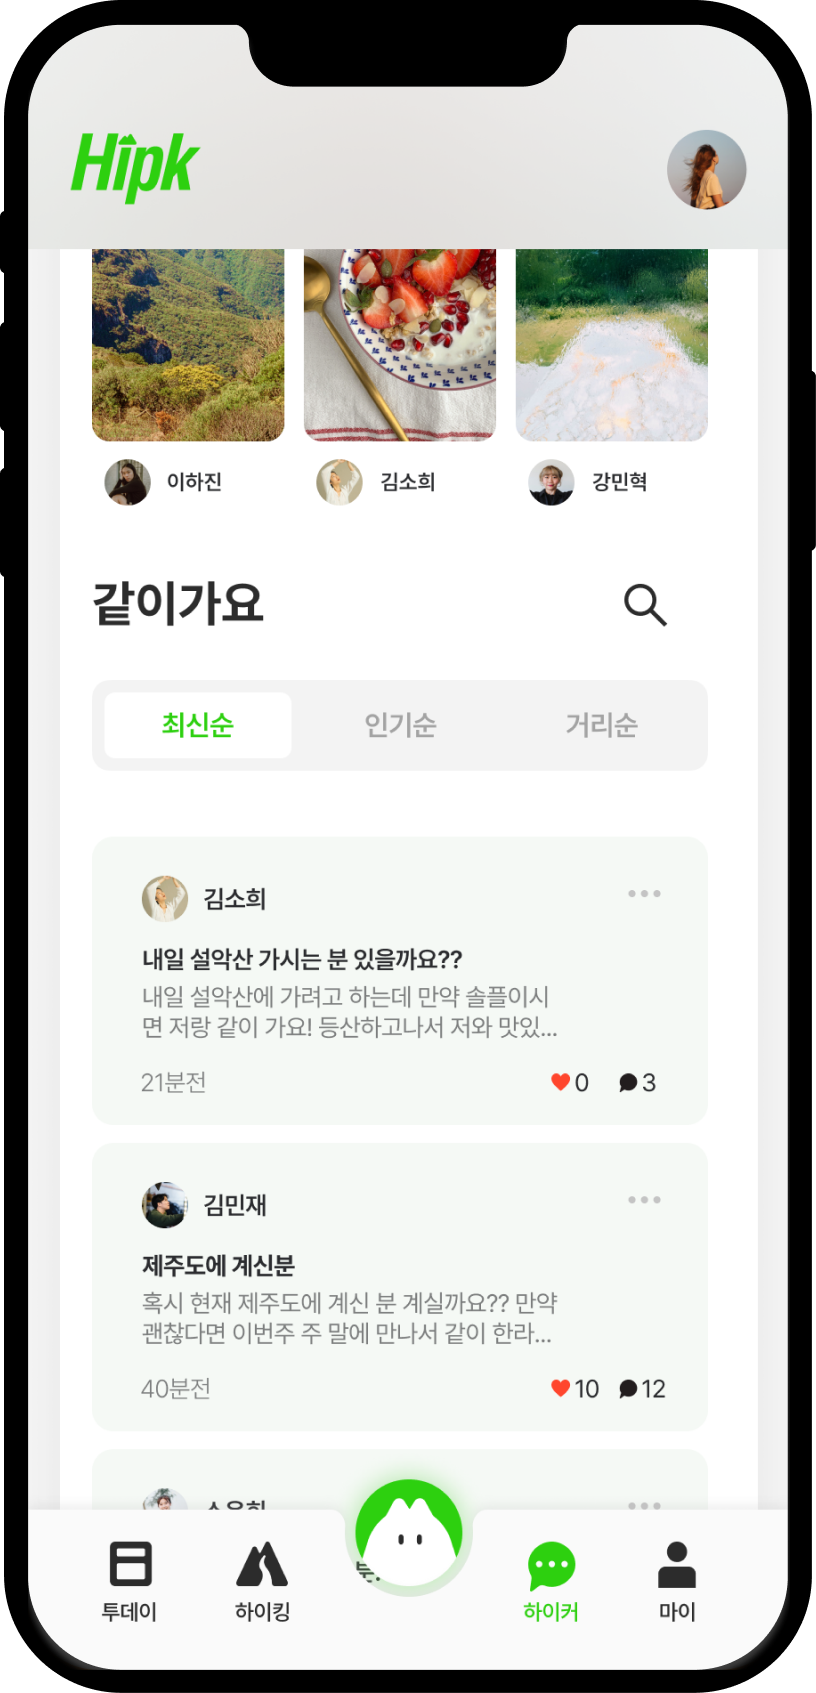 Hipk
이하진
김소희
강민혁
같이가요
최신순
인기순
거리순
김소희
내일 설악산 가시는 분 있을까요??
내일 설악산에 가려고 하는데 만약 솔플이시
면 저랑 같이 가요! 등산하고나서 저와 맛있...
21분전
0
3
김민재
제주도에 계신분
혹시 현재 제주도에 계신 분 계실까요?? 만약
괜찮다면 이번주 주 말에 만나서 같이 한라...
40분전
10
12
투데이
하이킹
하이커
마이